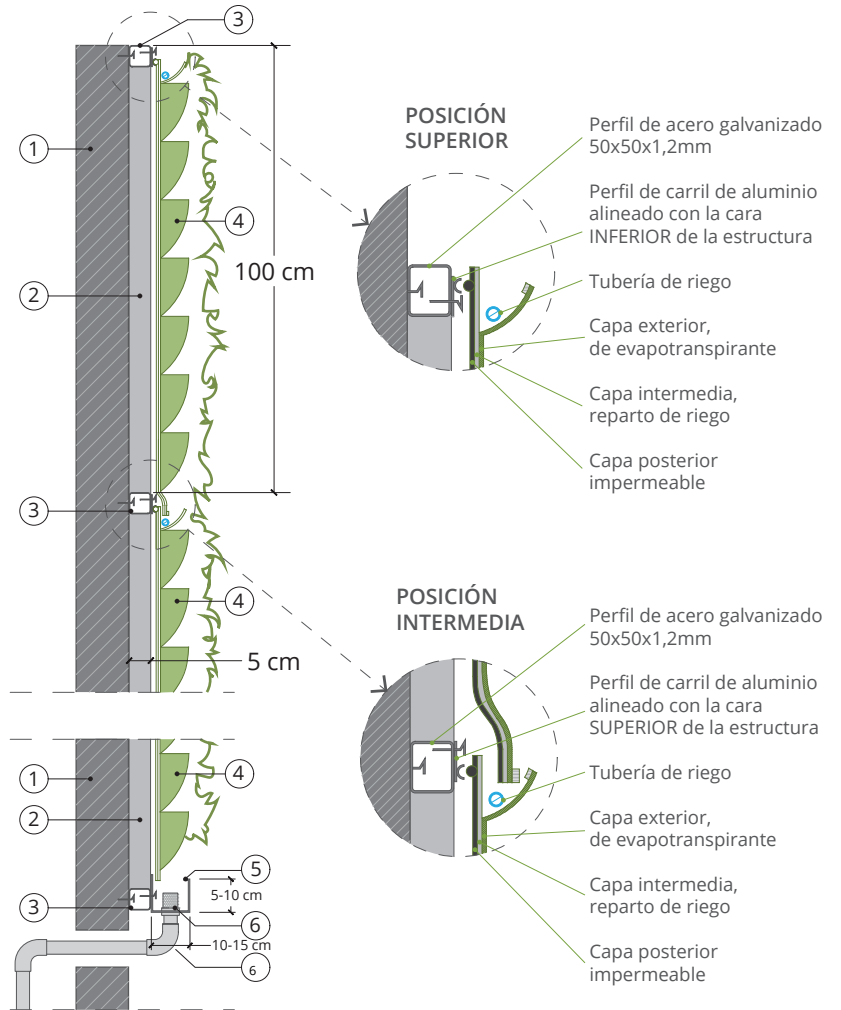 3
1
4
100 cm
2
3
4
5 cm
1
4
2
5
5-10 cm
3
6
10-15 cm
6
POSICIÓN
SUPERIOR
Perfil de acero galvanizado
50x50x1,2mm
Perfil de carril de aluminio
alineado con la cara
INFERIOR de la estructura
Tubería de riego
Capa exterior,
de evapotranspirante
Capa intermedia,
reparto de riego
Capa posterior
impermeable
POSICIÓN
INTERMEDIA
Perfil de acero galvanizado
50x50x1,2mm
Perfil de carril de aluminio
alineado con la cara
SUPERIOR de la estructura
Tubería de riego
Capa exterior,
de evapotranspirante
Capa intermedia,
reparto de riego
Capa posterior
impermeable